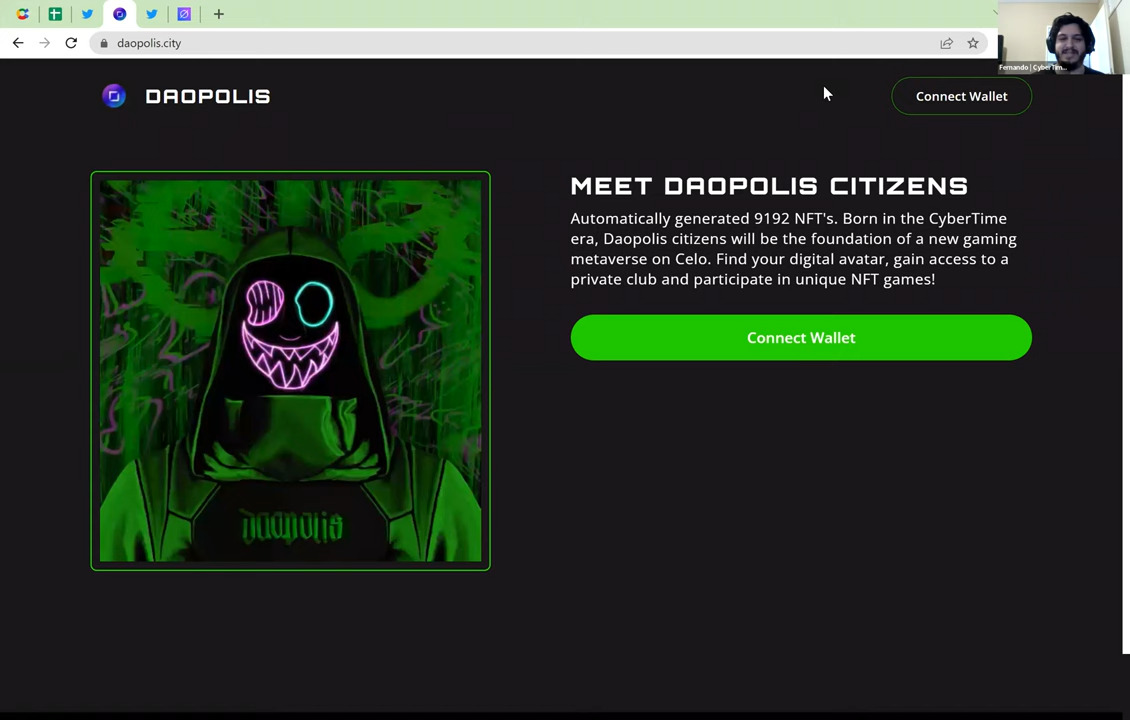 daopolis.city
Fernando | CyberTim...
DAOPOLIS
Connect Wallet
MEET DAOPOLIS CITIZENS
Automatically generated 9192 NFT's. Born in the CyberTime
era, Daopolis citizens will be the foundation of a new gaming
metaverse on Celo. Find your digital avatar, gain access to a
private club and participate in unique NFT games!
Connect Wallet
daopolis